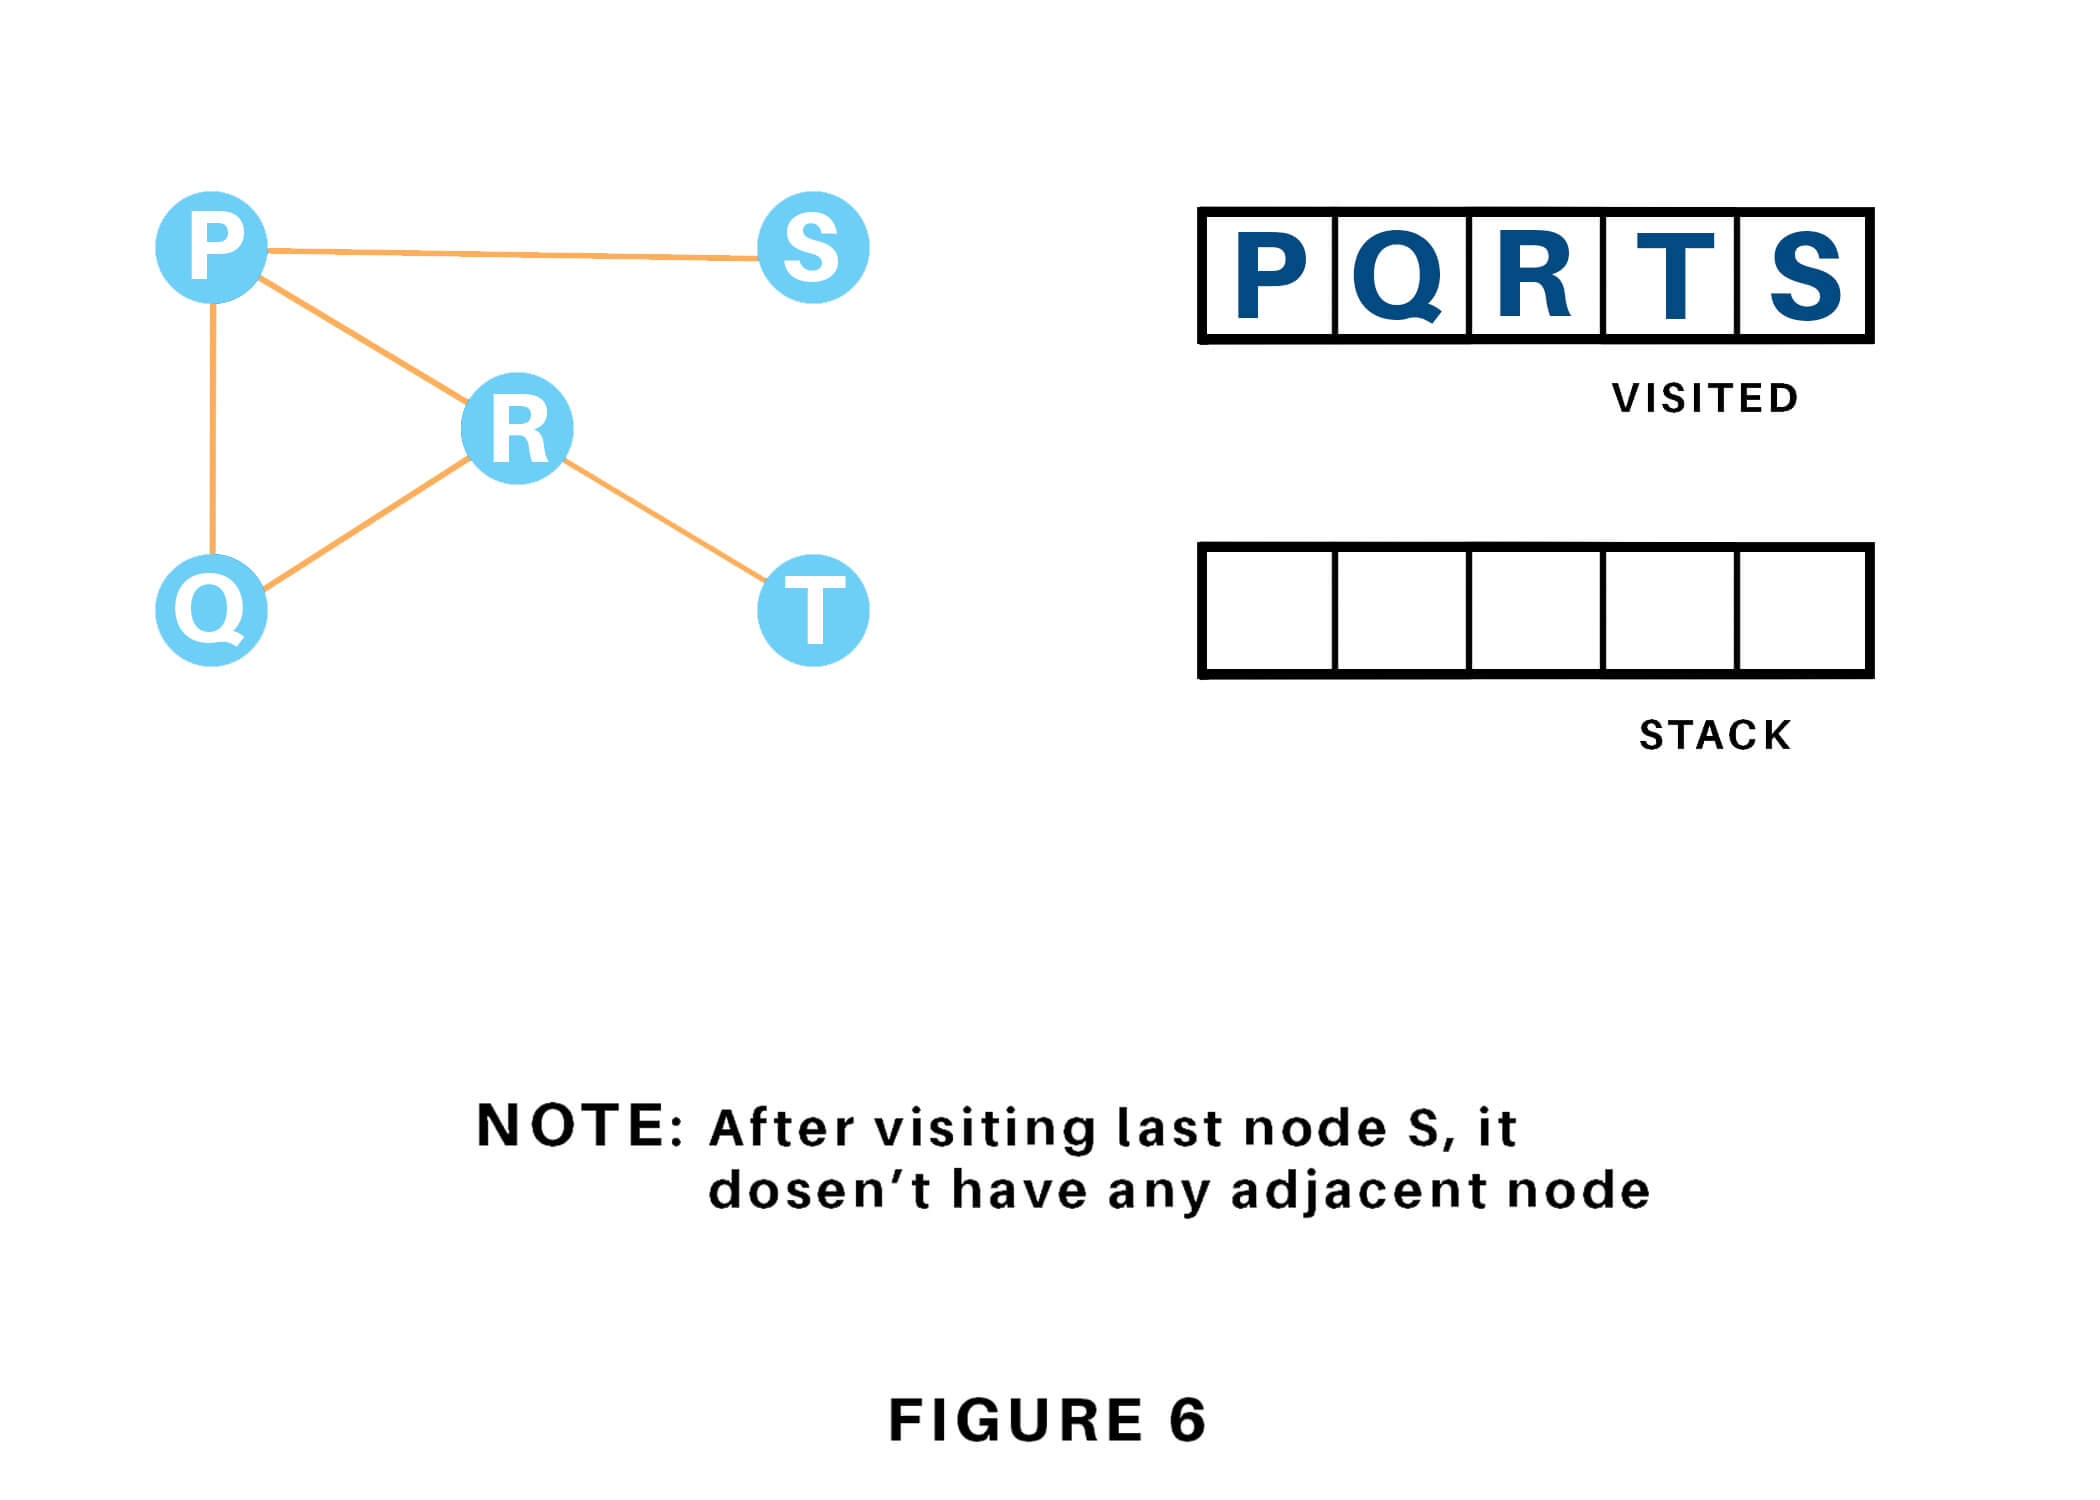 P
S
R
Q
T
P Q R T S
VISITED
STACK
NOTE: After visiting last node S, it
dosen’t have any adjacent node
FIGURE 6